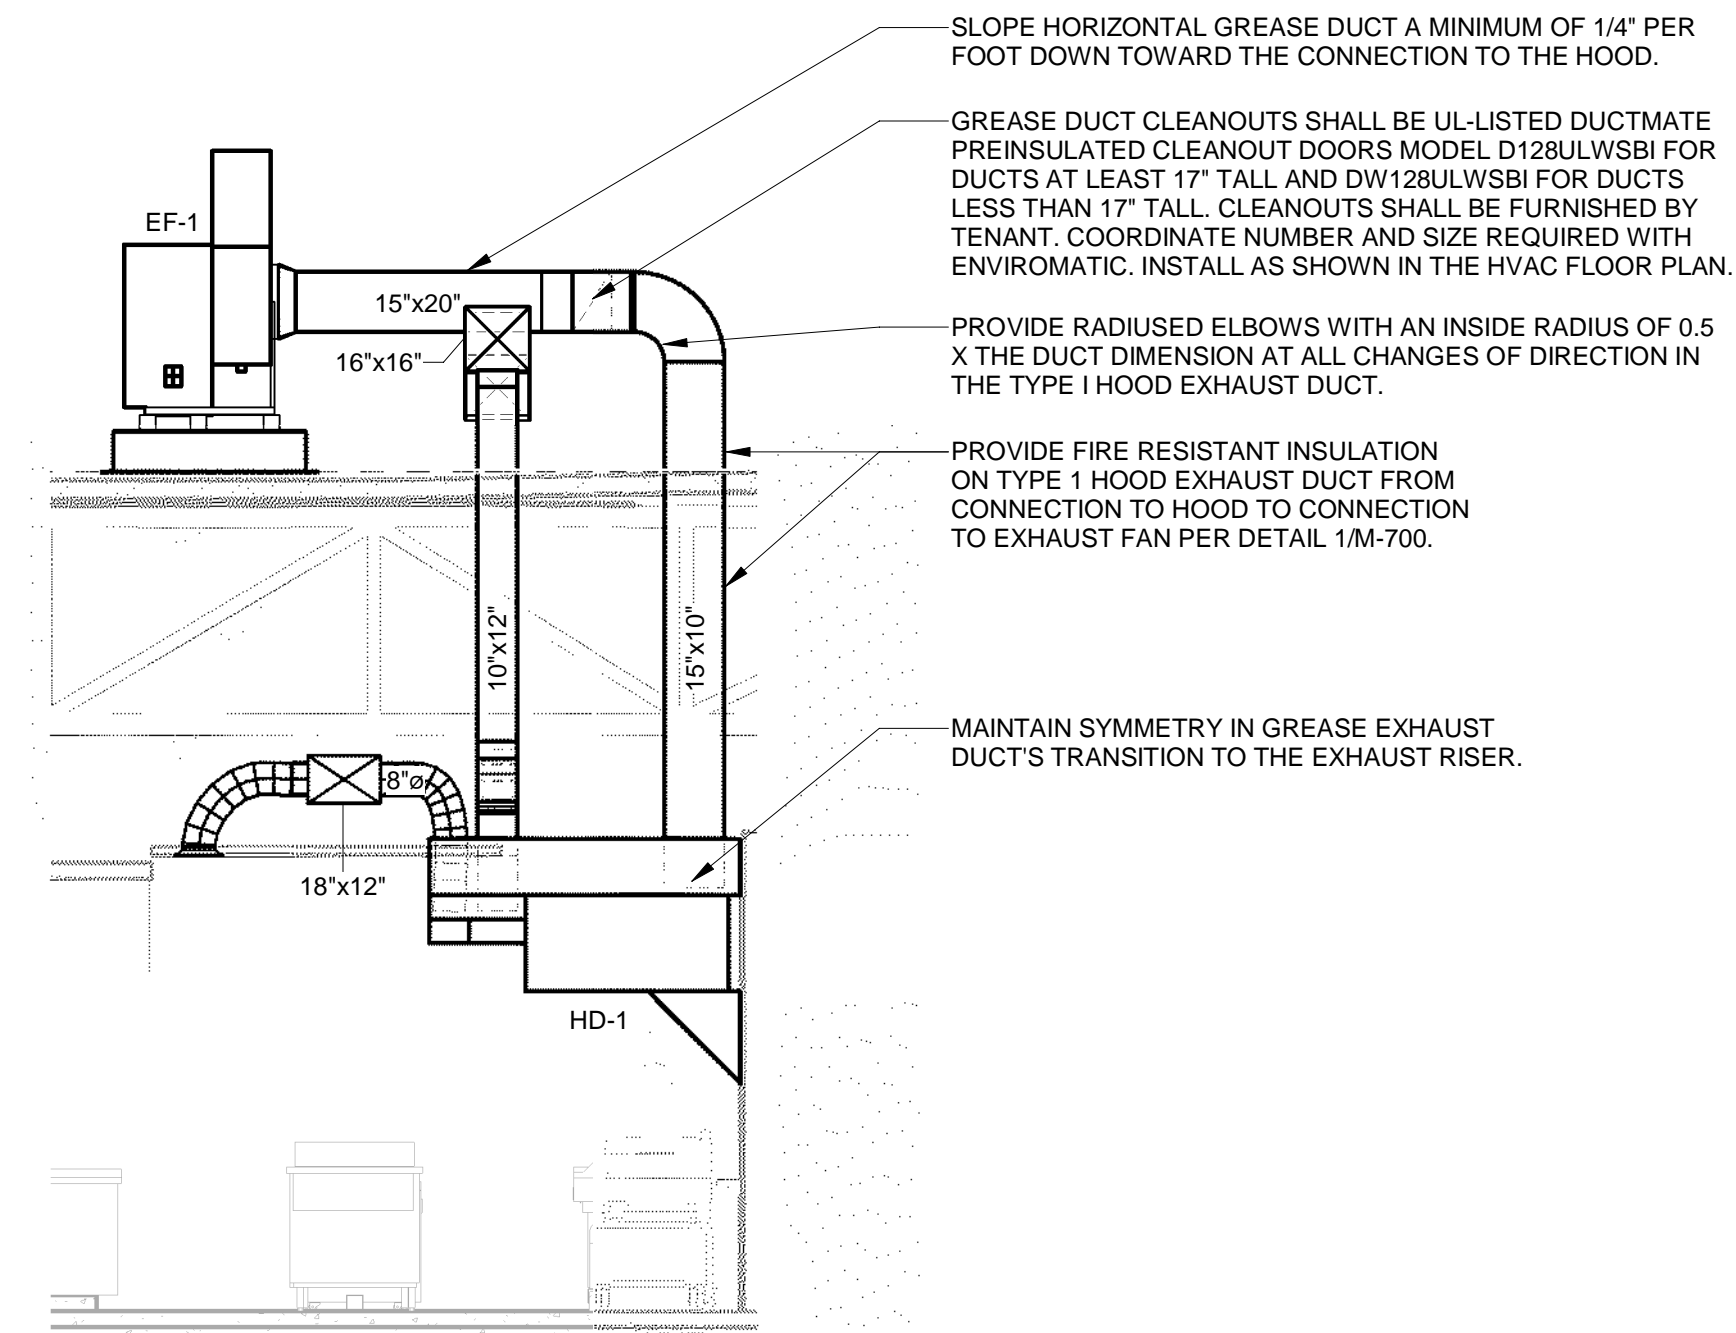 SLOPE HORIZONTAL GREASE DUCT A MINIMUM OF 1/4" PER
FOOT DOWN TOWARD THE CONNECTION TO THE HOOD.
GREASE DUCT CLEANOUTS SHALL BE UL-LISTED DUCTMATE
PREINSULATED CLEANOUT DOORS MODEL D128ULWSBI FOR
DUCTS AT LEAST 17" TALL AND DW128ULWSBI FOR DUCTS
LESS THAN 17" TALL. CLEANOUTS SHALL BE FURNISHED BY
TENANT. COORDINATE NUMBER AND SIZE REQUIRED WITH
ENVIROMATIC. INSTALL AS SHOWN IN THE HVAC FLOOR PLAN.
EF-1
15"x20"
16"x16"
PROVIDE RADIUSED ELBOWS WITH AN INSIDE RADIUS OF 0.5
X THE DUCT DIMENSION AT ALL CHANGES OF DIRECTION IN
THE TYPE I HOOD EXHAUST DUCT.
PROVIDE FIRE RESISTANT INSULATION
ON TYPE 1 HOOD EXHAUST DUCT FROM
CONNECTION TO HOOD TO CONNECTION
TO EXHAUST FAN PER DETAIL 1/M-700.
10"x12"
15"x10"
MAINTAIN SYMMETRY IN GREASE EXHAUST
DUCT'S TRANSITION TO THE EXHAUST RISER.
8"ø
18"x12"
HD-1